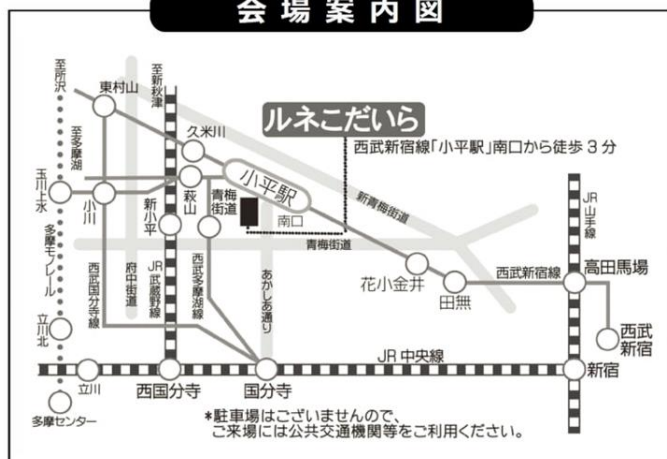 会場案内図
至所沢
東村山
至新秋津
ルネこだいら
西武新宿線「小平駅」南口から徒歩3分
久米川
至多摩湖
小平駅
新青梅街道
玉川上水
小川
新小平
萩山
青梅街道
南口
青梅街道
JR山手線
多摩モノレール
西武国分寺線
府中街道
JR武蔵野線
西武多摩湖線
あかしあ通り
花小金井
田無
西武新宿線
高田馬場
立川北
西武新宿
JR中央線
立川
西国分寺
国分寺
新宿
多摩センター
*駐車場はございませんので、
ご来場には公共交通機関等をご利用ください。